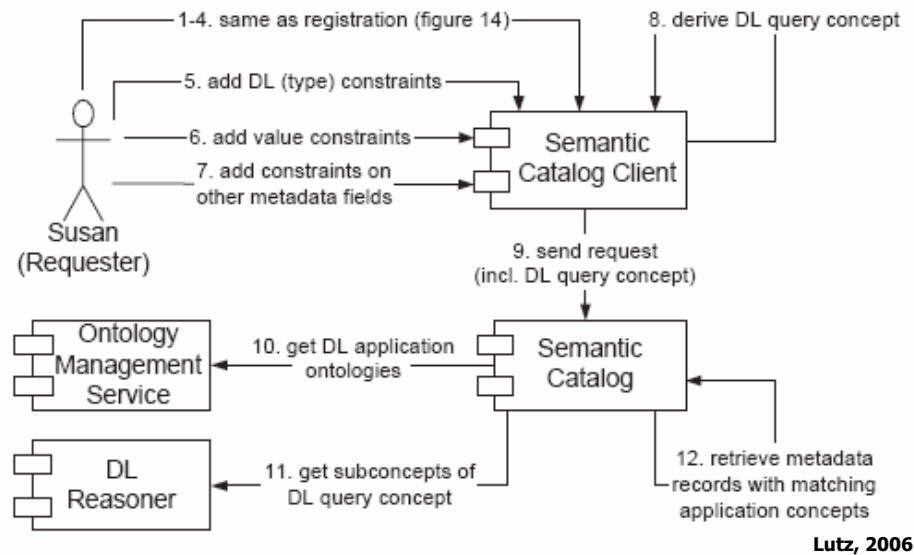 1-4. same as registration (figure 14)
8. derive DL query concept
5. add DL (type) constraints
6. add value constraints
7. add constraints on
other metadata fields
Semantic
Catalog Client
Susan
(Requester)
9. send request
(incl. DL query concept)
Ontology
Management
Service
10. get DL application
ontologies
Semantic
Catalog
DL
Reasoner
11. get subconcepts of
DL query concept
12. retrieve metadata
records with matching
application concepts
Lutz, 2006